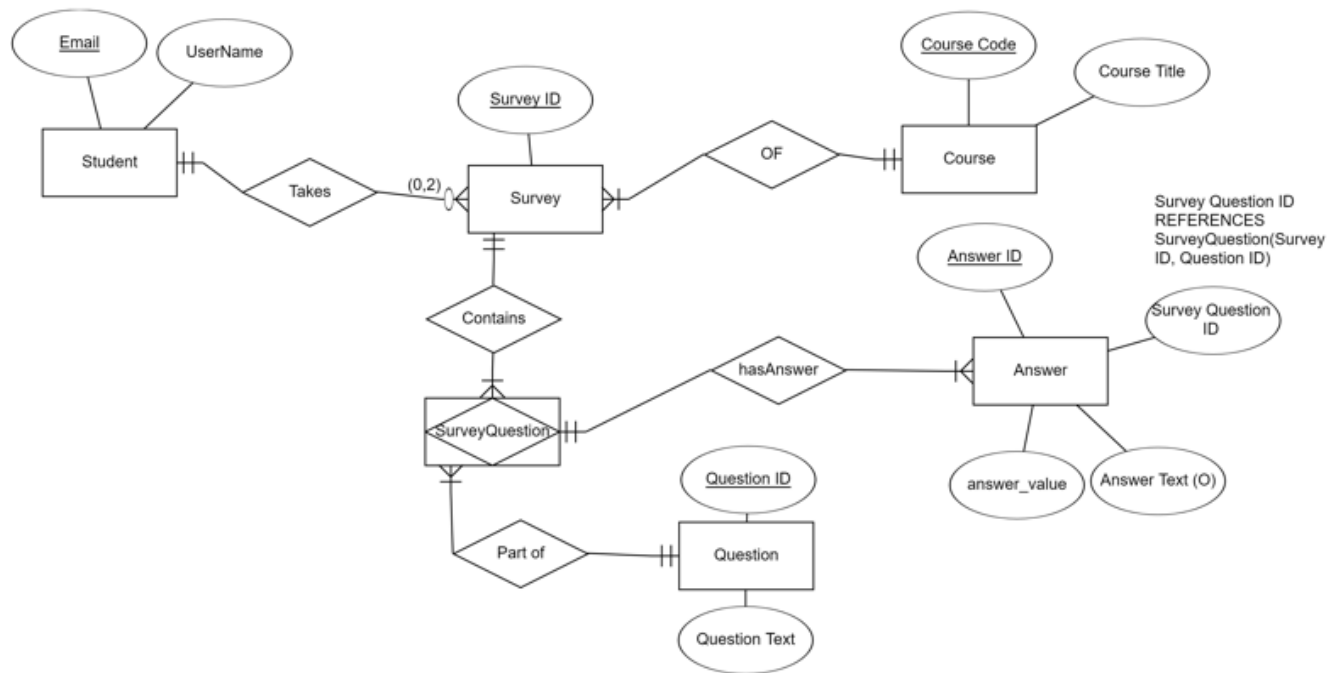 Email
UserName
Course Code
Course Title
Survey ID
Student
Takes
(0,2)
Survey
OF
Course
Survey Question ID
REFERENCES
SurveyQuestion(Survey
ID, Question ID)
Answer ID
Survey Question
ID
Contains
hasAnswer
Answer
SurveyQuestion
answer_value
Answer Text (O)
Question ID
Part of
Question
Question Text